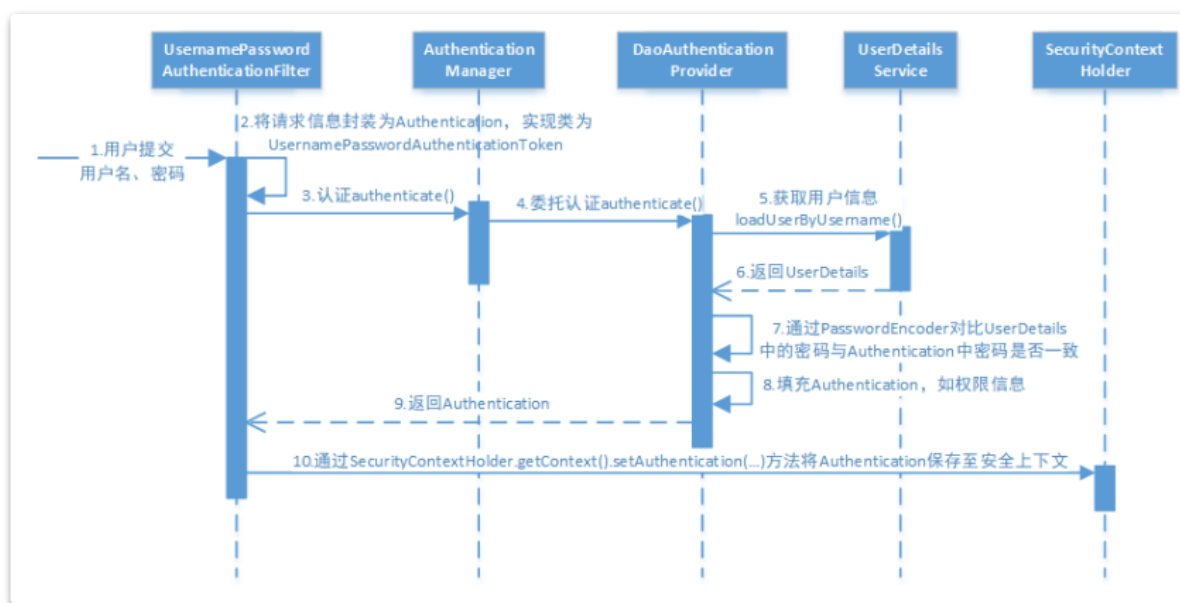 UsernamePassword
AuthenticationFilter
Authentication
Manager
DaoAuthentication
Provider
UserDetails
Service
SecurityContext
Holder
2.将请求信息封装为Authentication，实现类为
UsernamePasswordAuthenticationToken
1.用户提交
用户名、密码
3.认证authenticate()
4.委托认证authenticate()
5.获取用户信息
loadUserByUsername()
6.返回UserDetails
7.通过PasswordEncoder对比UserDetails
中的密码与Authentication中密码是否一致
8.填充Authentication，如权限信息
9.返回Authentication
10.通过SecurityContextHolder.getContext().setAuthentication(...)方法将Authentication保存至安全上下文